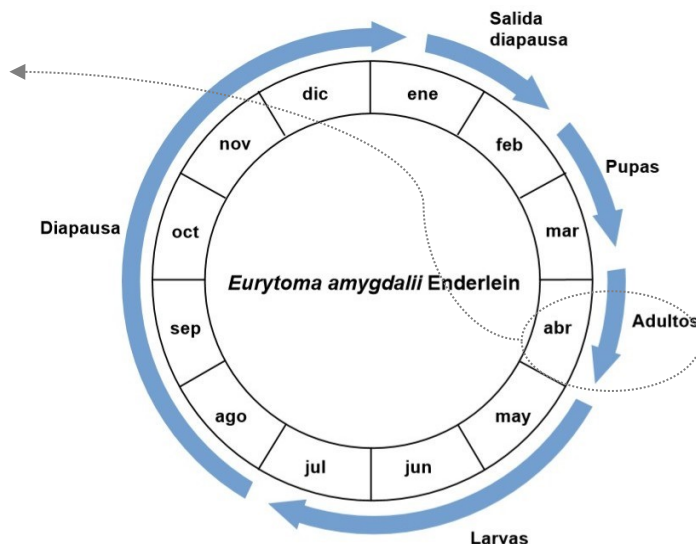 Salida
diapausa
dic
ene
nov
feb
Pupas
Diapausa
oct
mar
Eurytoma amygdalii Enderlein
sep
abr
Adultos
ago
may
jul
jun
Larvas